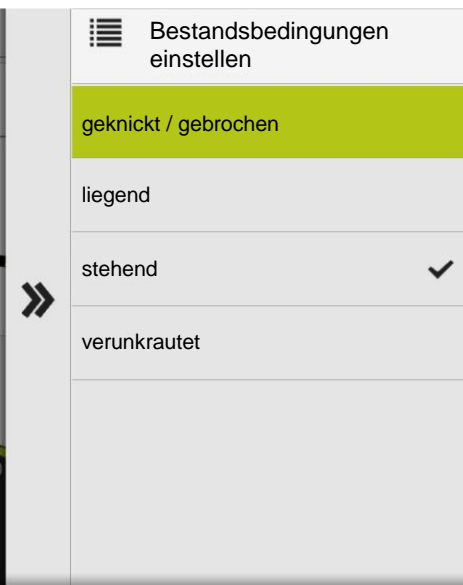 Bestandsbedingungen
einstellen
geknickt / gebrochen
liegend
stehend
verunkrautet